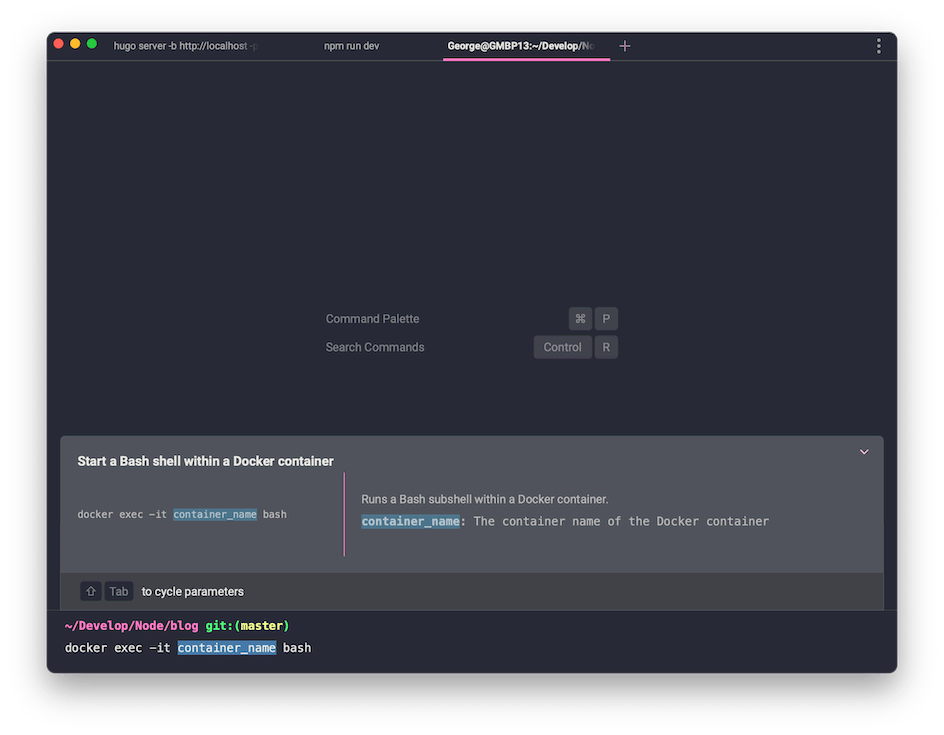 hugo server -b http://localhost -p
npm run dev
George@GMBP13:~/Develop/No
Command Palette ⌘ P
Search Commands Control R
Start a Bash shell within a Docker container
docker exec -it container_name bash
Runs a Bash subshell within a Docker container.
container_name: The container name of the Docker container
⇧ Tab to cycle parameters
~/Develop/Node/blog git:(master)
docker exec -it container_name bash